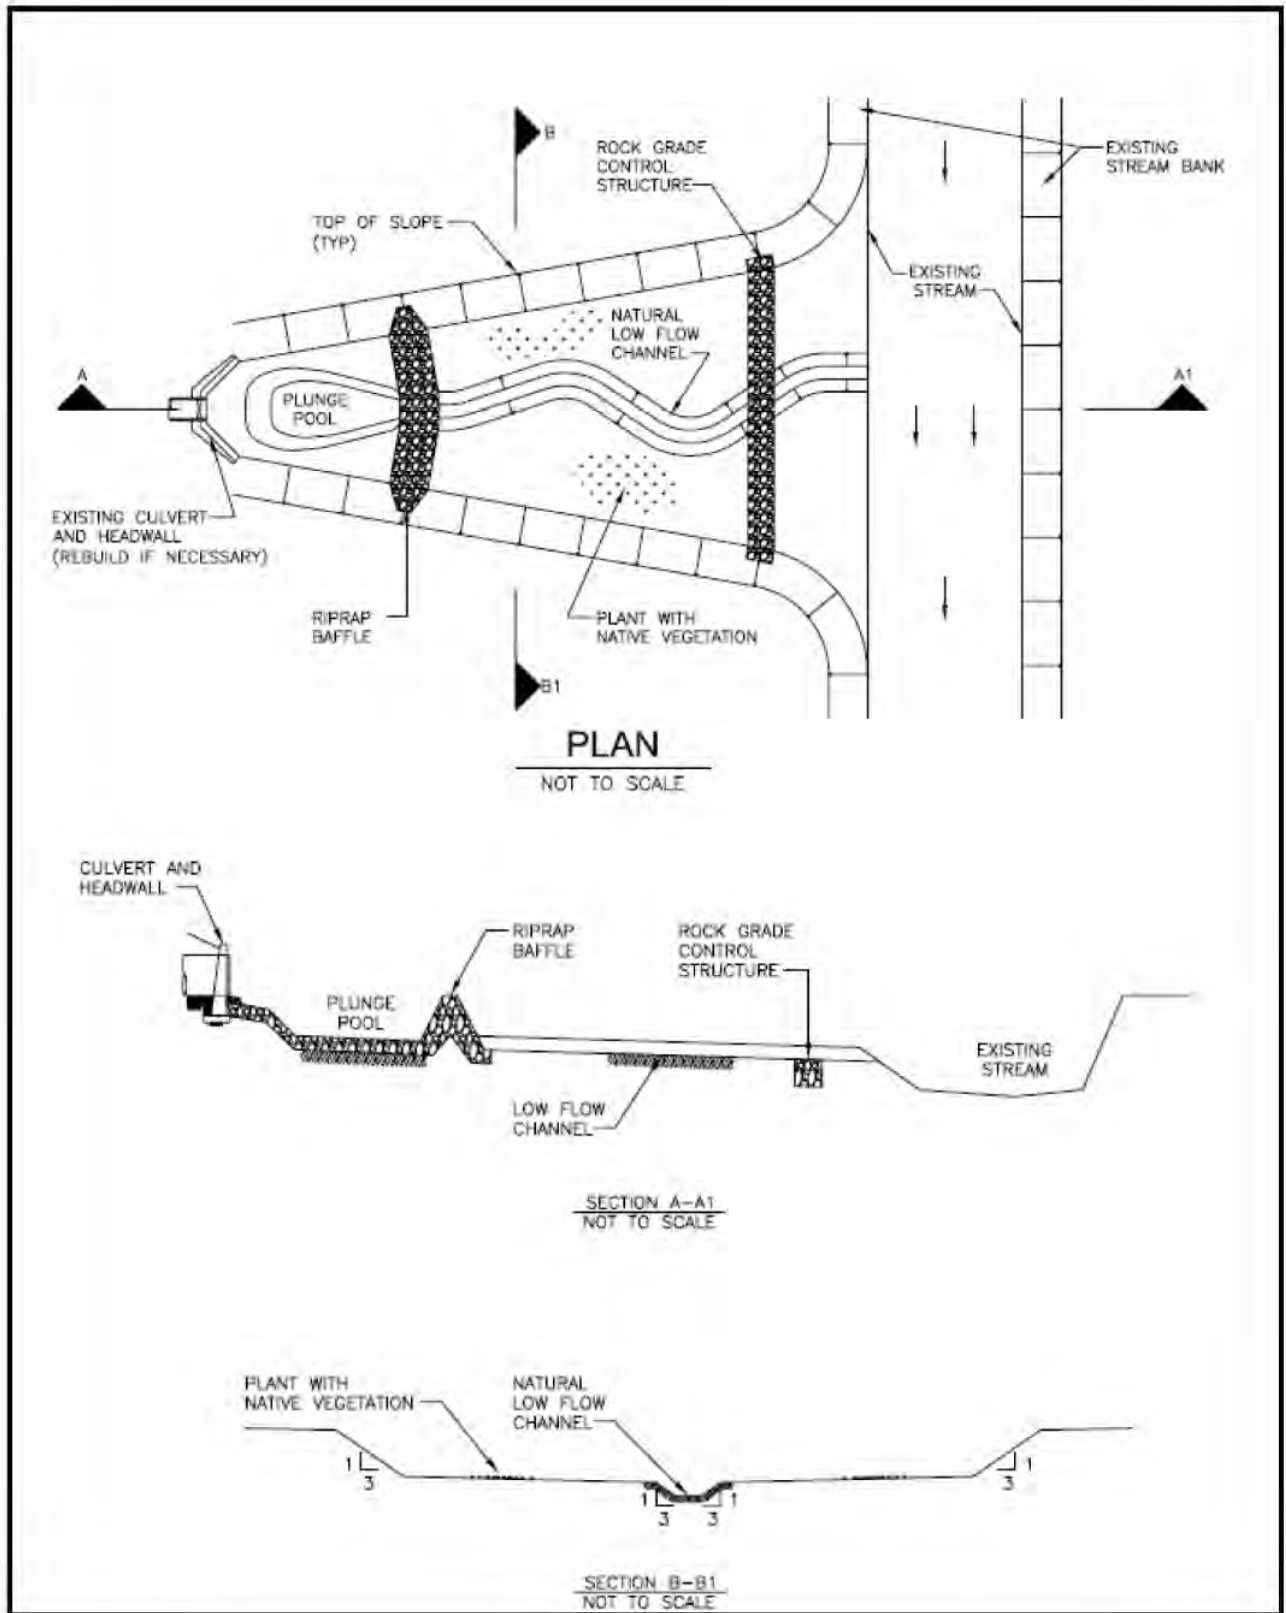 B
ROCK GRADE
CONTROL
STRUCTURE
EXISTING
STREAM BANK
TOP OF SLOPE
(TYP)
EXISTING
STREAM
NATURAL
LOW FLOW
CHANNEL
A
A1
PLUNGE
POOL
EXISTING CULVERT
AND HEADWALL
(REBUILD IF NECESSARY)
RIPRAP
BAFFLE
PLANT WITH
NATIVE VEGETATION
B1
PLAN
NOT TO SCALE
CULVERT AND
HEADWALL
RIPRAP
BAFFLE
ROCK GRADE
CONTROL
STRUCTURE
PLUNGE
POOL
EXISTING
STREAM
LOW FLOW
CHANNEL
SECTION A-A1
NOT TO SCALE
PLANT WITH
NATIVE VEGETATION
NATURAL
LOW FLOW
CHANNEL
1
3
1
3
3
1
1
3
SECTION B-B1
NOT TO SCALE